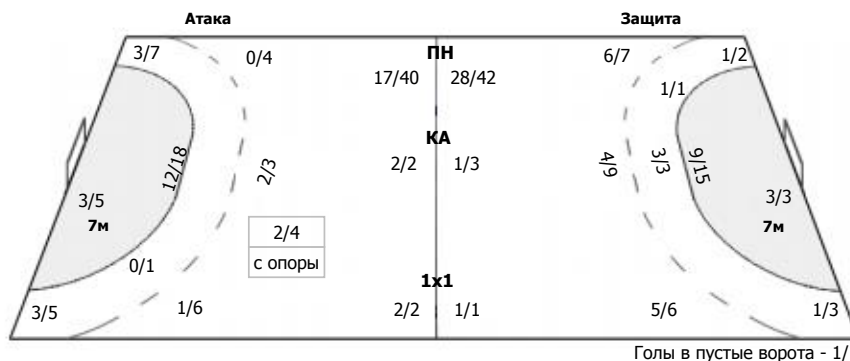 Атака Защита
3/7 0/4 ПН 6/7 1/2
17/40 28/42
1/1
КА
12/18 2/3 2/2 1/3 4/9 3/3 9/15
3/5 3/3
7м 7м
2/4
с опоры
0/1
1x1
3/5 1/6 2/2 1/1 5/6 1/3
Голы в пустые ворота - 1/